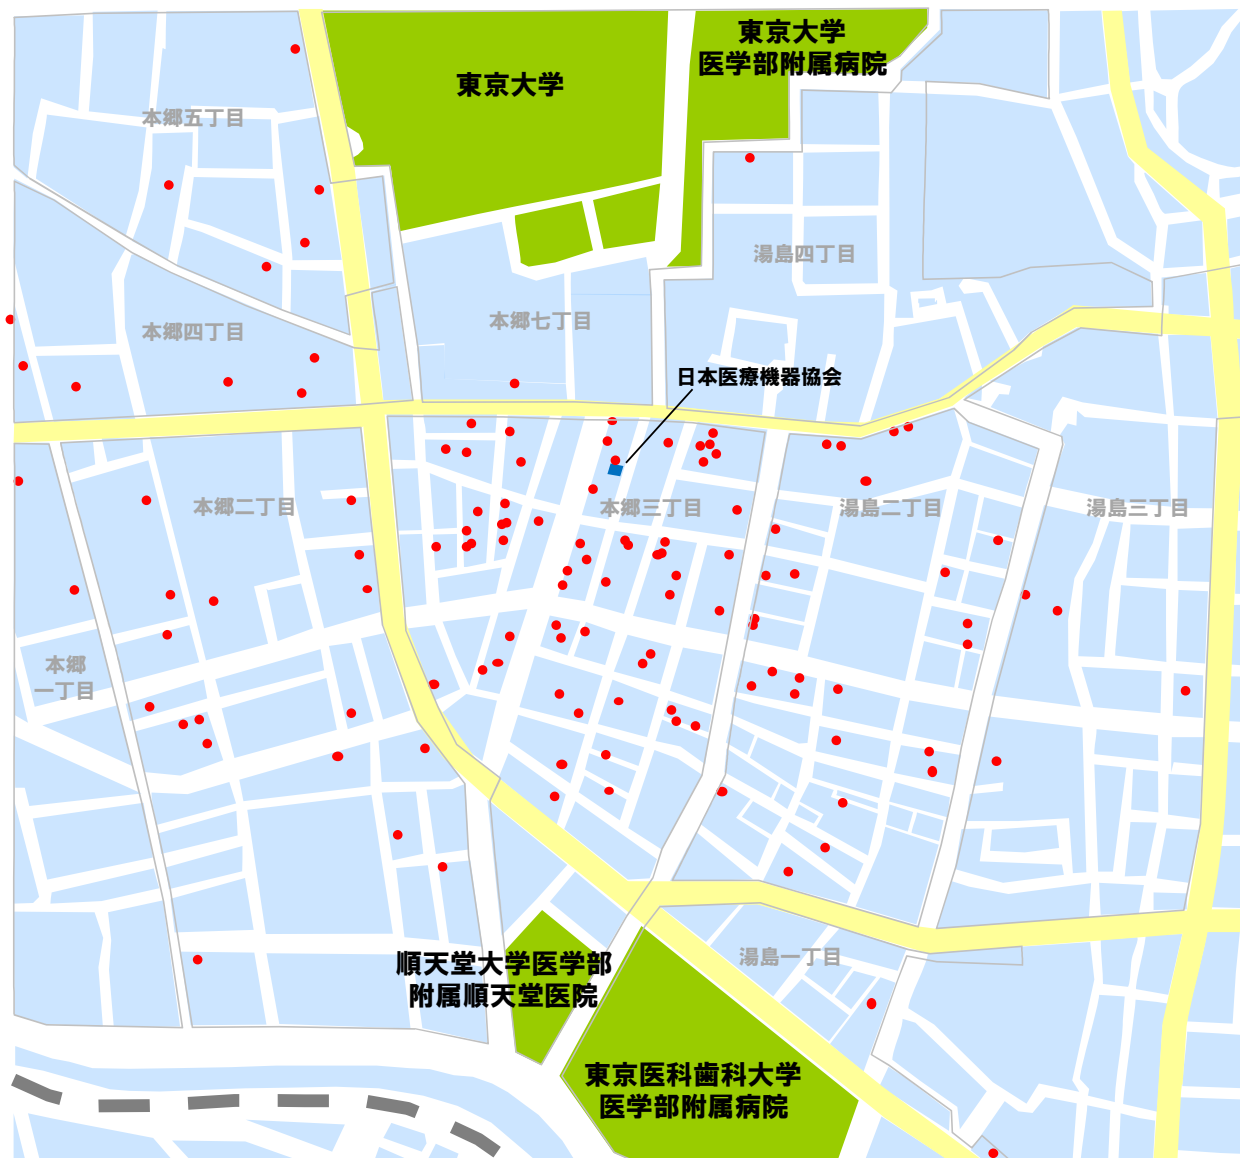 東京大学
医学部附属病院
東京大学
本郷五丁目
湯島四丁目
本郷七丁目
本郷四丁目
日本医療機器協会
本郷二丁目
本郷三丁目
湯島二丁目
湯島三丁目
本郷
一丁目
湯島一丁目
順天堂大学医学部
附属順天堂医院
東京医科歯科大学
医学部附属病院